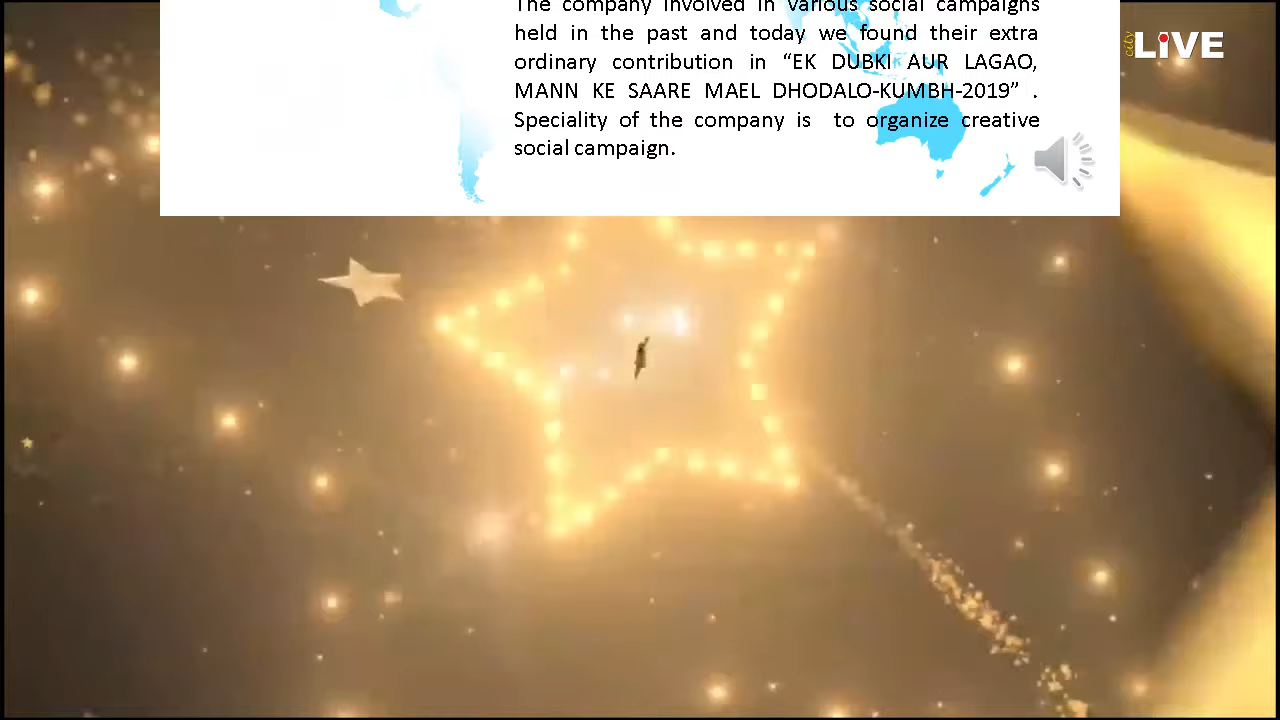 The company involved in various social campaigns
held in the past and today we found their extra
ordinary contribution in “EK DUBKI AUR LAGAO,
MANN KE SAARE MAEL DHODALO-KUMBH-2019” .
Speciality of the company is to organize creative
social campaign.
city LIVE